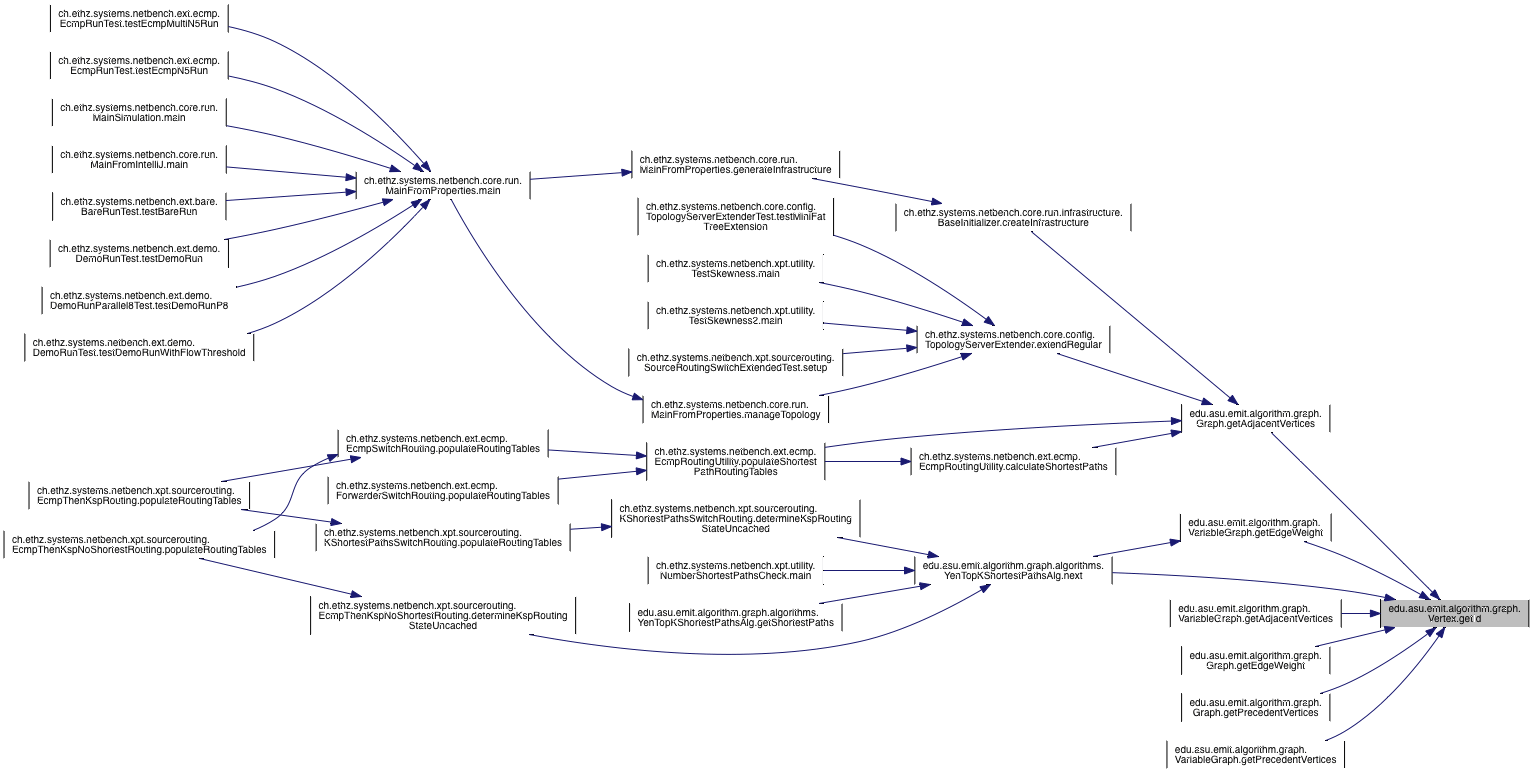 ch.ethz.systems.netbench.ext.ecmp.
EcmpRunTest.testEcmpMultiN5Run
ch.ethz.systems.netbench.ext.ecmp.
EcmpRunTest.testEcmpN5Run
ch.ethz.systems.netbench.core.run.
MainSimulation.main
ch.ethz.systems.netbench.core.run.
MainFromIntelliJ.main
ch.ethz.systems.netbench.ext.bare.
BareRunTest.testBareRun
ch.ethz.systems.netbench.ext.demo.
DemoRunTest.testDemoRun
ch.ethz.systems.netbench.ext.demo.
DemoRunParallel8Test.testDemoRunP8
ch.ethz.systems.netbench.ext.demo.
DemoRunTest.testDemoRunWithFlowThreshold
ch.ethz.systems.netbench.xpt.sourcerouting.
EcmpThenKspRouting.populateRoutingTables
ch.ethz.systems.netbench.xpt.sourcerouting.
EcmpThenKspNoShortestRouting.populateRoutingTables
ch.ethz.systems.netbench.core.run.
MainFromProperties.main
ch.ethz.systems.netbench.ext.ecmp.
EcmpSwitchRouting.populateRoutingTables
ch.ethz.systems.netbench.ext.ecmp.
ForwarderSwitchRouting.populateRoutingTables
ch.ethz.systems.netbench.xpt.sourcerouting.
KShortestPathsSwitchRouting.populateRoutingTables
ch.ethz.systems.netbench.xpt.sourcerouting.
EcmpThenKspNoShortestRouting.determineKspRouting
StateUncached
ch.ethz.systems.netbench.core.run.
MainFromProperties.generateInfrastructure
ch.ethz.systems.netbench.core.config.
TopologyServerExtenderTest.testMiniFat
TreeExtension
ch.ethz.systems.netbench.xpt.utility.
TestSkewness.main
ch.ethz.systems.netbench.xpt.utility.
TestSkewness2.main
ch.ethz.systems.netbench.xpt.sourcerouting.
SourceRoutingSwitchExtendedTest.setup
ch.ethz.systems.netbench.core.run.
MainFromProperties.manageTopology
ch.ethz.systems.netbench.ext.ecmp.
EcmpRoutingUtility.populateShortest
PathRoutingTables
ch.ethz.systems.netbench.xpt.sourcerouting.
KShortestPathsSwitchRouting.determineKspRouting
StateUncached
ch.ethz.systems.netbench.xpt.utility.
NumberShortestPathsCheck.main
edu.asu.emit.algorithm.graph.algorithms.
YenTopKShortestPathsAlg.getShortestPaths
ch.ethz.systems.netbench.core.run.infrastructure.
BaseInitializer.createInfrastructure
ch.ethz.systems.netbench.core.config.
TopologyServerExtender.extendRegular
ch.ethz.systems.netbench.ext.ecmp.
EcmpRoutingUtility.calculateShortestPaths
edu.asu.emit.algorithm.graph.algorithms.
YenTopKShortestPathsAlg.next
edu.asu.emit.algorithm.graph.
Graph.getAdjacentVertices
edu.asu.emit.algorithm.graph.
VariableGraph.getEdgeWeight
edu.asu.emit.algorithm.graph.
VariableGraph.getAdjacentVertices
edu.asu.emit.algorithm.graph.
Graph.getEdgeWeight
edu.asu.emit.algorithm.graph.
Graph.getPrecedentVertices
edu.asu.emit.algorithm.graph.
VariableGraph.getPrecedentVertices
edu.asu.emit.algorithm.graph.
Vertex.getId